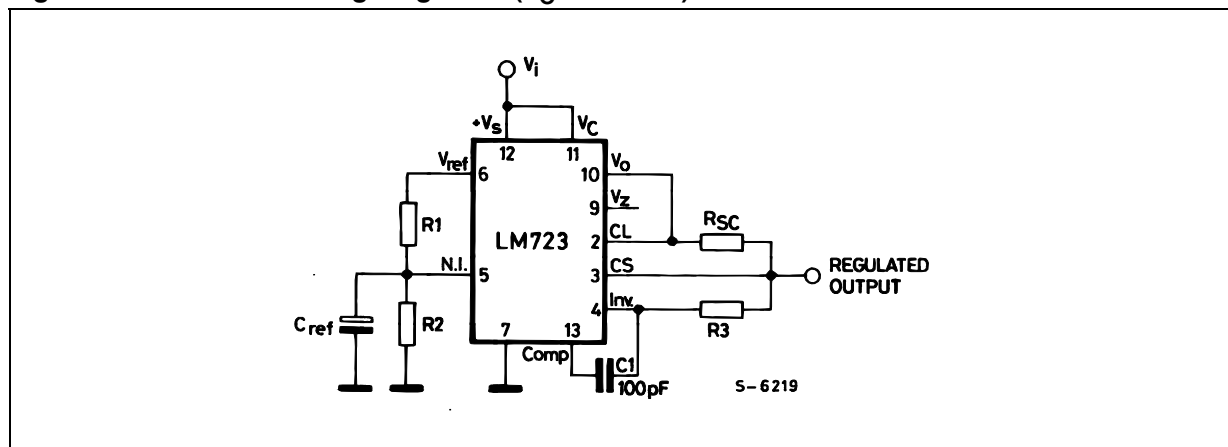 Vi
+Vs
VC
12
11
Vref
6
Vo
10
Vz
9
R1
LM723
CL
2
RSC
N.I.
5
CS
3
REGULATED
OUTPUT
Inv.
4
Cref
R2
R3
7
13
Comp
C1
100pF
S-6219